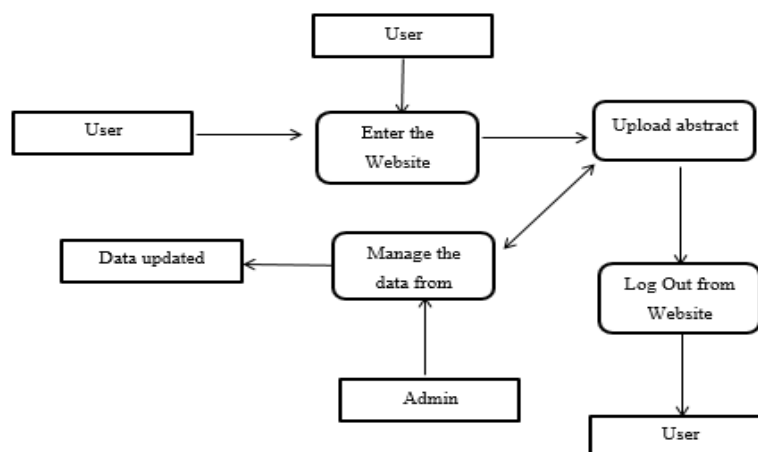 User
User
Enter the
Website
Upload abstract
Data updated
Manage the
data from
Log Out from
Website
Admin
User